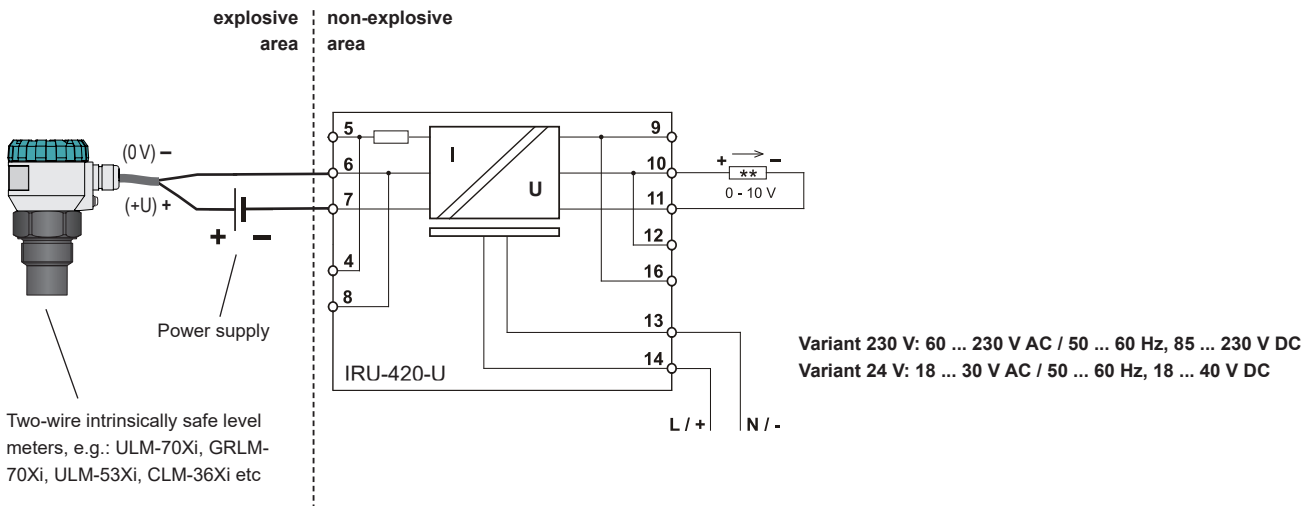 explosive
area
non-explosive
area
(0 V) –
(+U) +
+ –
Power supply
Two-wire intrinsically safe level
meters, e.g.: ULM-70Xi, GRLM-
70Xi, ULM-53Xi, CLM-36Xi etc
5
6
7
4
8
I
U
9
10
11
12
16
13
14
IRU-420-U
+ –
**
0 - 10 V
L / + N / -
Variant 230 V: 60 ... 230 V AC / 50 ... 60 Hz, 85 ... 230 V DC
Variant 24 V: 18 ... 30 V AC / 50 ... 60 Hz, 18 ... 40 V DC